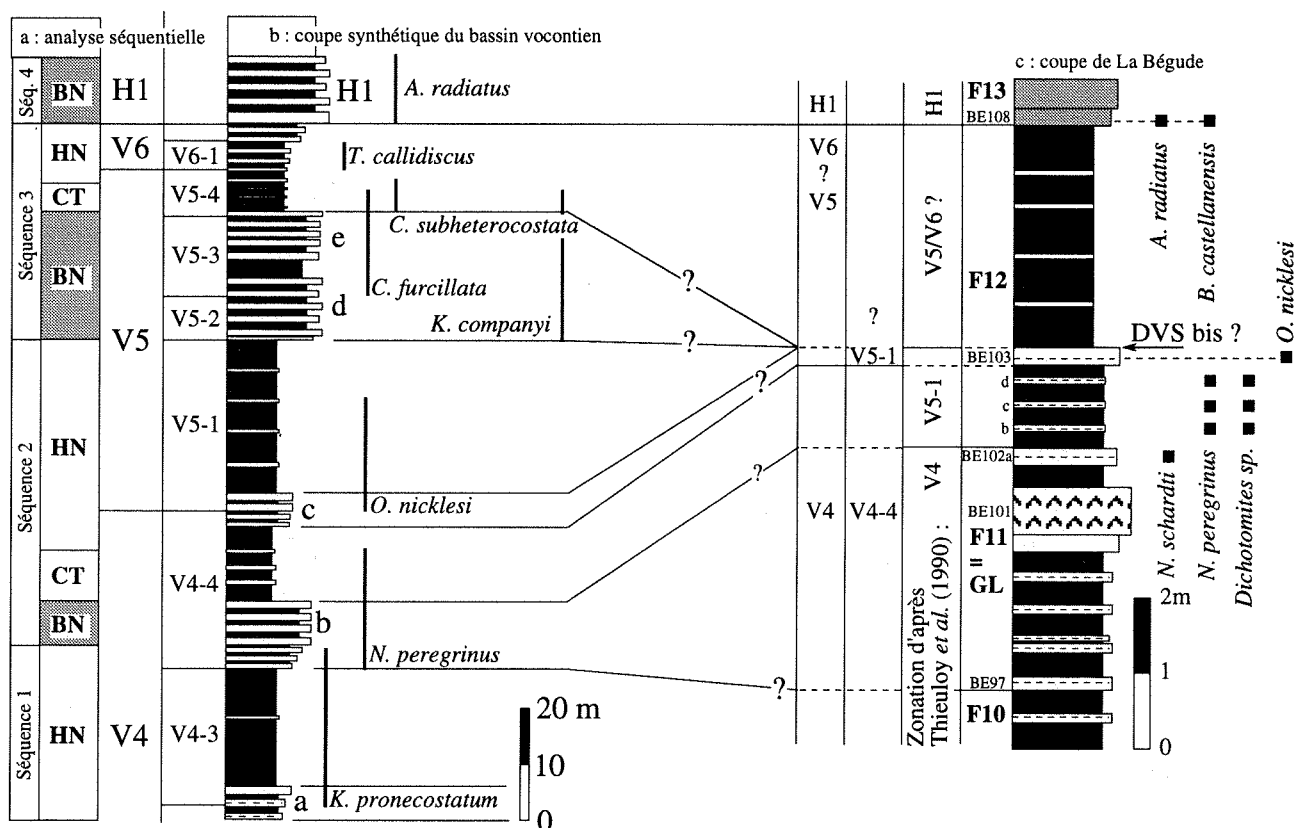 a : analyse séquentielle
b : coupe synthétique du bassin vocontien
c : coupe de La Bégude
Séq. 4
BN
H1
H1
A. radiatus
Séquence 3
HN
V6
V6-1
T. callidiscus
CT
V5-4
C. subheterocostata
BN
V5-3
e
C. furcillata
V5
V5-2
d
K. companyi
Séquence 2
HN
V5-1
c
O. nicklesi
CT
V4-4
BN
b
N. peregrinus
Séquence 1
HN
V4
V4-3
a
K. pronecostatum
20 m
10
0
?
?
?
?
?
H1
V6
?
V5
?
V5-1
V4
V4-4
H1
V5/V6 ?
V5-1
V4
Zonation d'après
Thieuloy et al. (1990) :
F13
BE108
F12
BE103
d
c
b
BE102a
BE101
F11
=
GL
BE97
F10
DVS bis ?
A. radiatus
B. castellanensis
O. nicklesi
N. schardti
N. peregrinus
Dichotomites sp.
2m
1
0